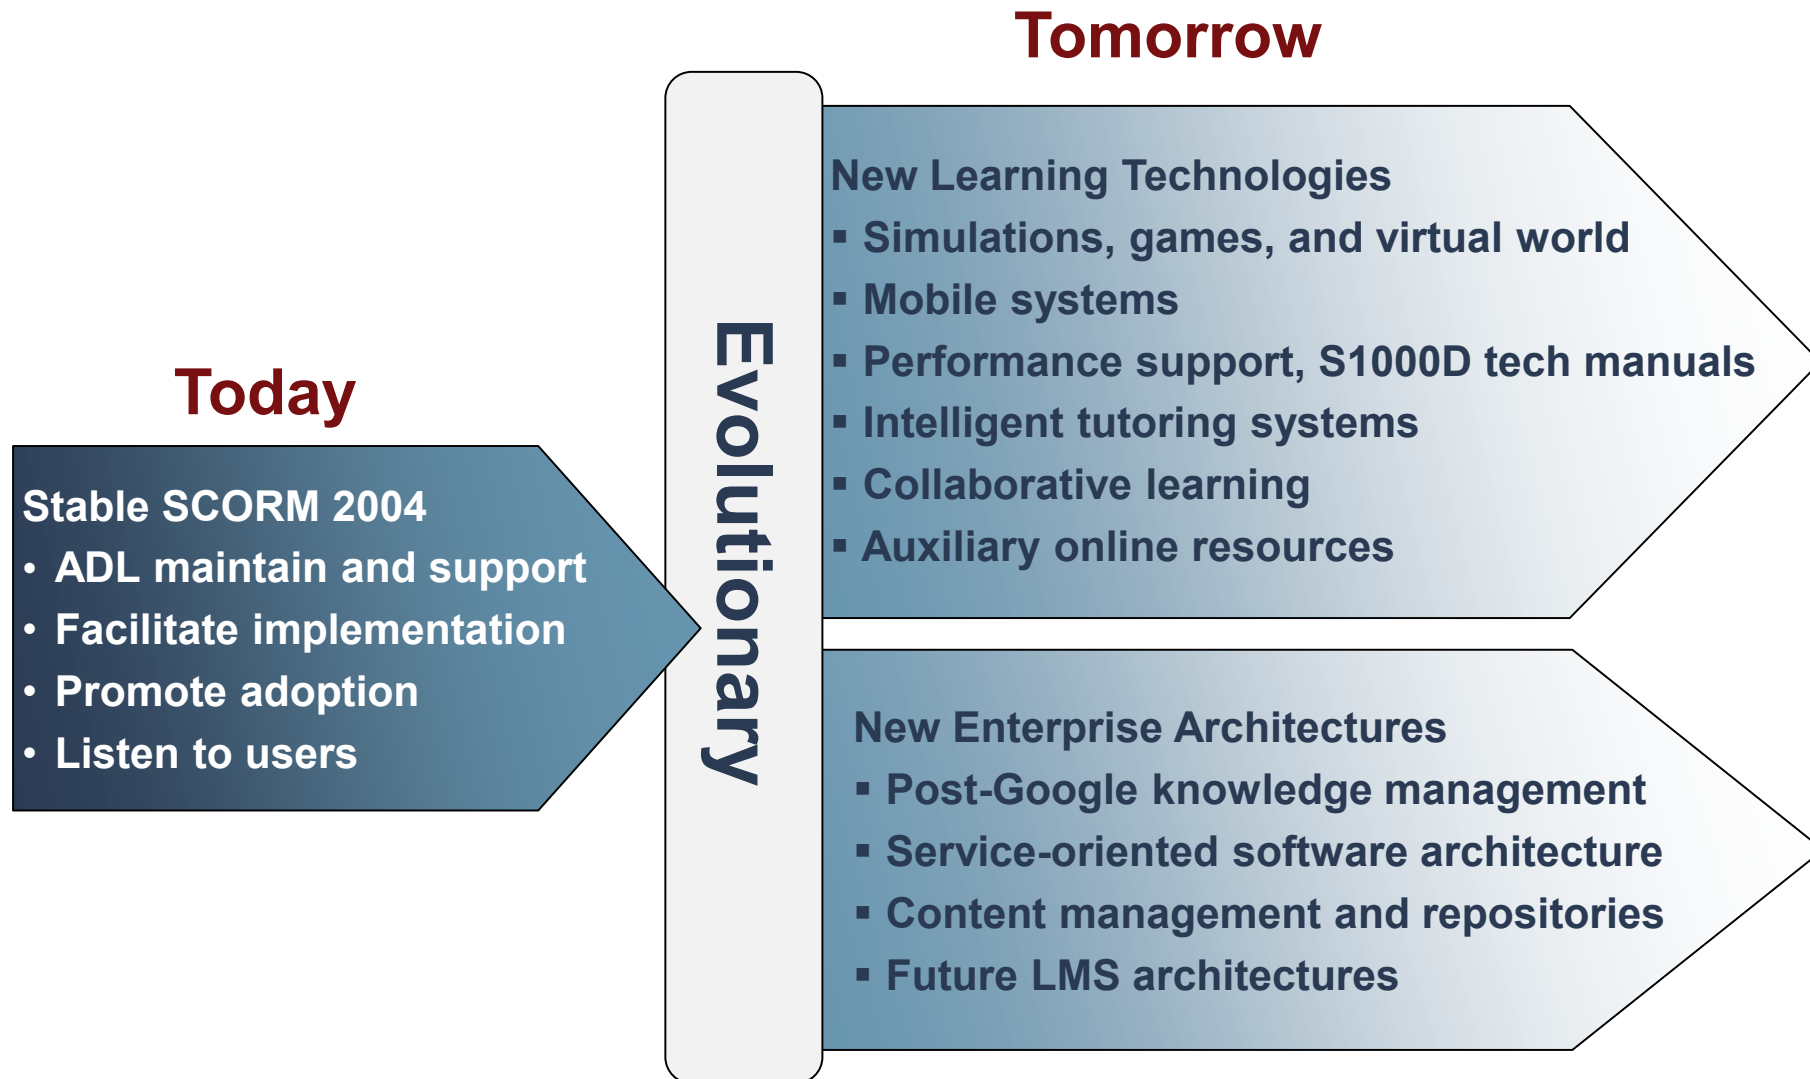 Today
Stable SCORM 2004
• ADL maintain and support
• Facilitate implementation
• Promote adoption
• Listen to users
Evolutionary
Tomorrow
New Learning Technologies
▪ Simulations, games, and virtual world
▪ Mobile systems
▪ Performance support, S1000D tech manuals
▪ Intelligent tutoring systems
▪ Collaborative learning
▪ Auxiliary online resources
New Enterprise Architectures
▪ Post-Google knowledge management
▪ Service-oriented software architecture
▪ Content management and repositories
▪ Future LMS architectures